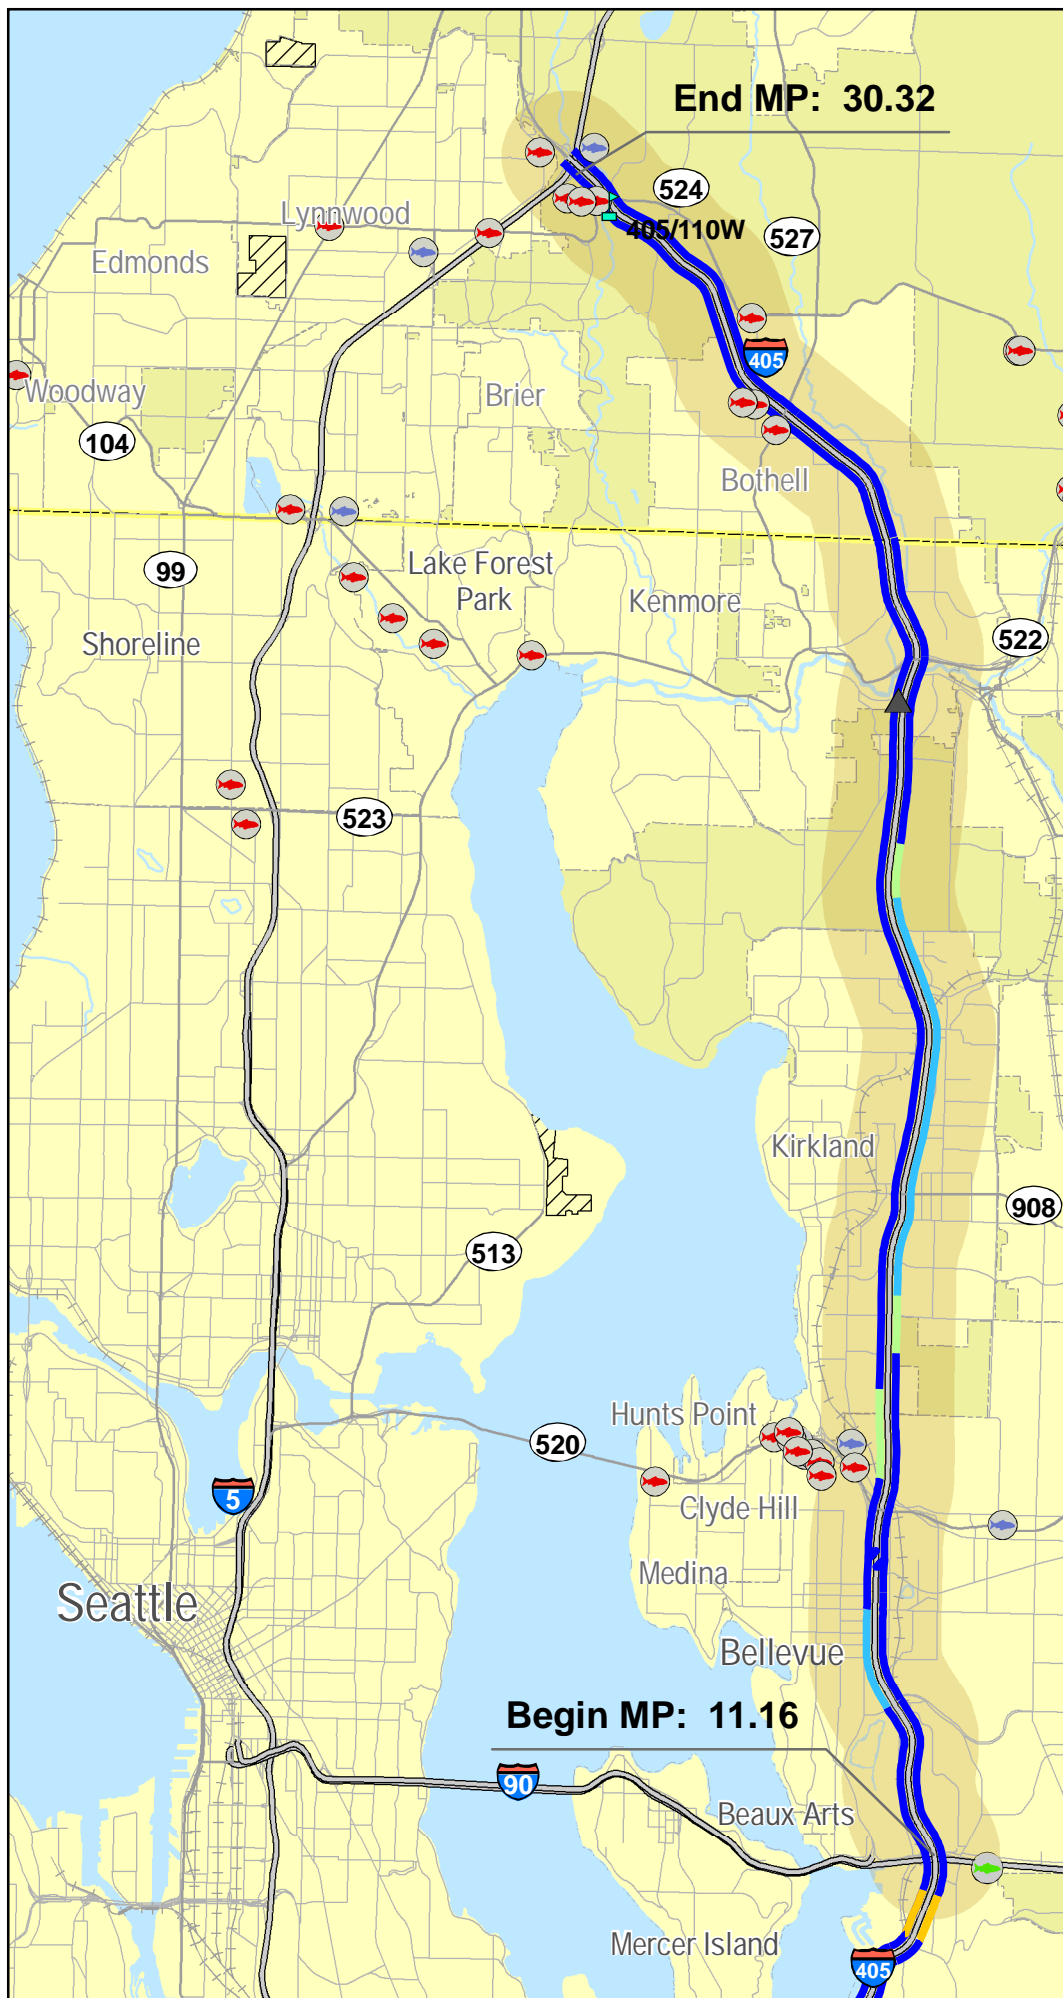 End MP: 30.32
524
Lynnwood
405/110W
527
Edmonds
405
Woodway
Brier
104
Bothell
Lake Forest
Park
99
Kenmore
522
Shoreline
523
Kirkland
908
513
Hunts Point
520
5
Clyde Hill
Medina
Seattle
Bellevue
Begin MP: 11.16
90
Beaux Arts
Mercer Island
405